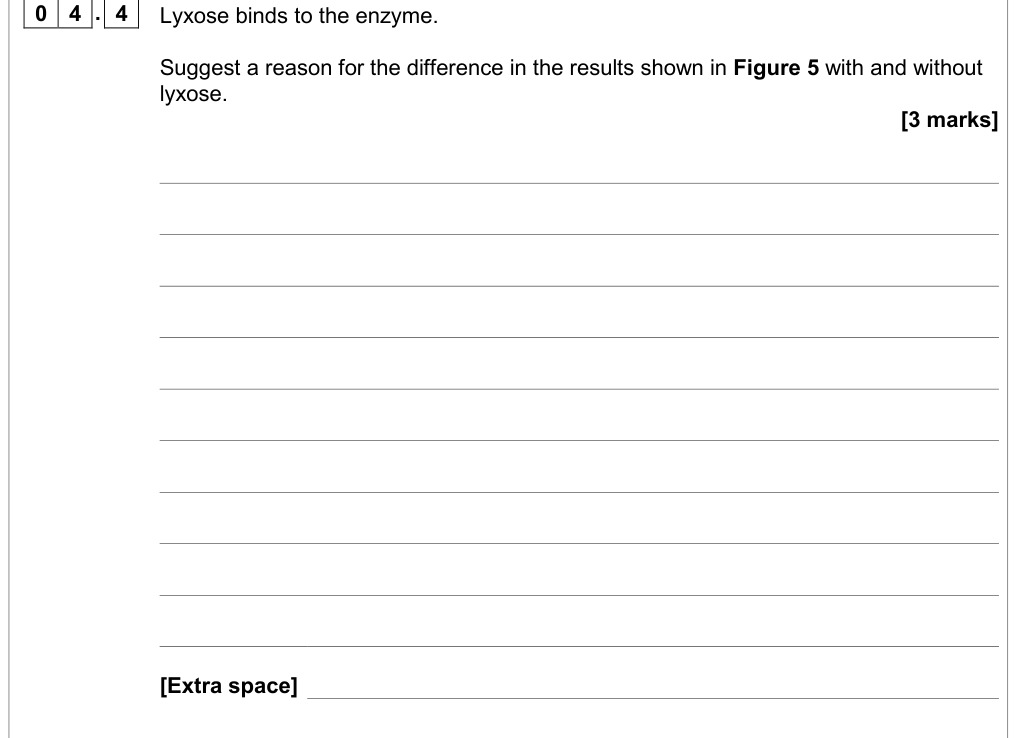 0 4 . 4 Lyxose binds to the enzyme.
Suggest a reason for the difference in the results shown in Figure 5 with and without
lyxose.
[3 marks]
[Extra space]